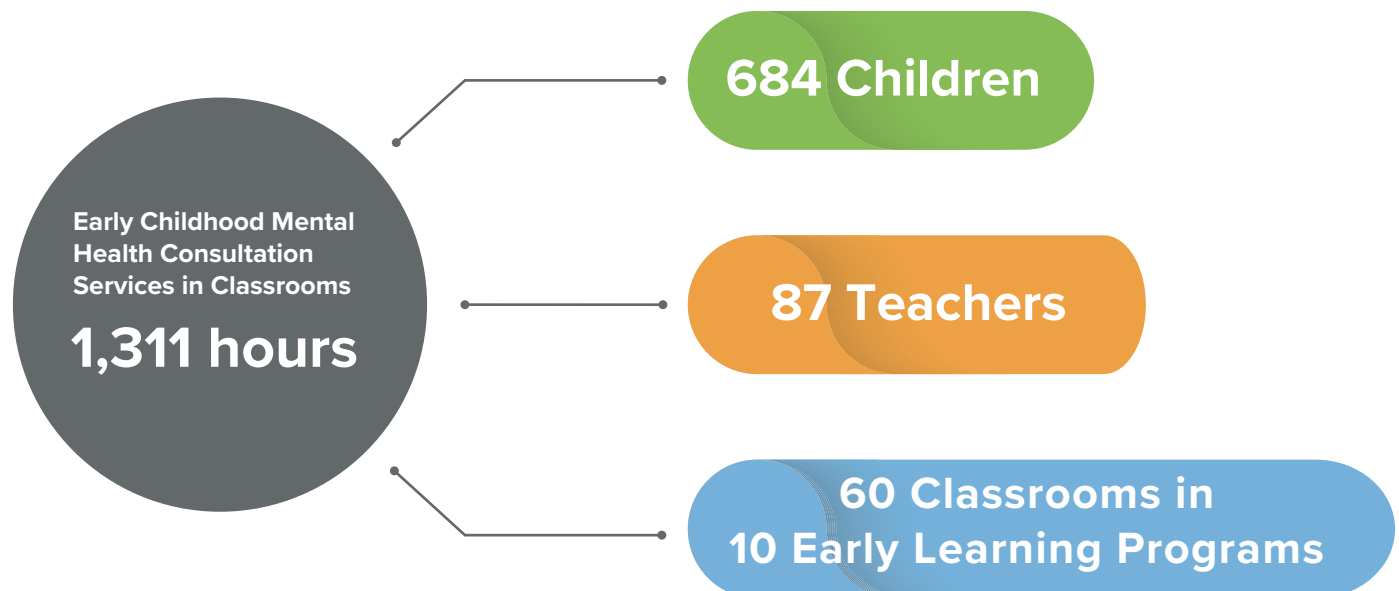 Early Childhood Mental
Health Consultation
Services in Classrooms
1,311 hours
684 Children
87 Teachers
60 Classrooms in
10 Early Learning Programs